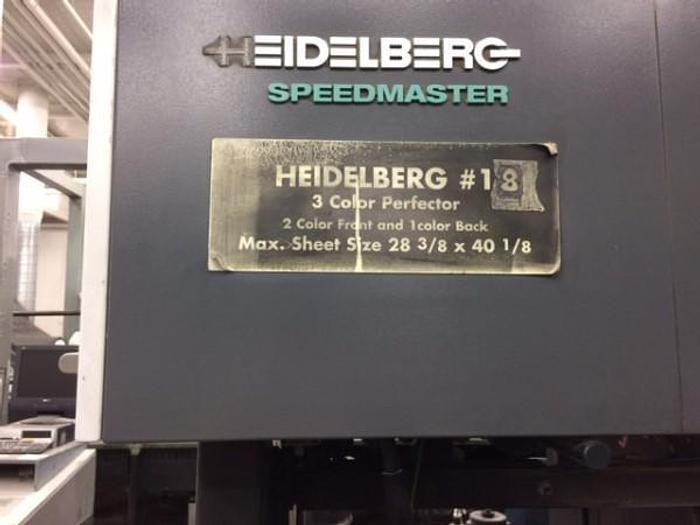 HEIDELBERG
SPEEDMASTER
HEIDELBERG #18
3 Color Perfector
2 Color Front and 1color Back
Max. Sheet Size 28 3/8 x 40 1/8